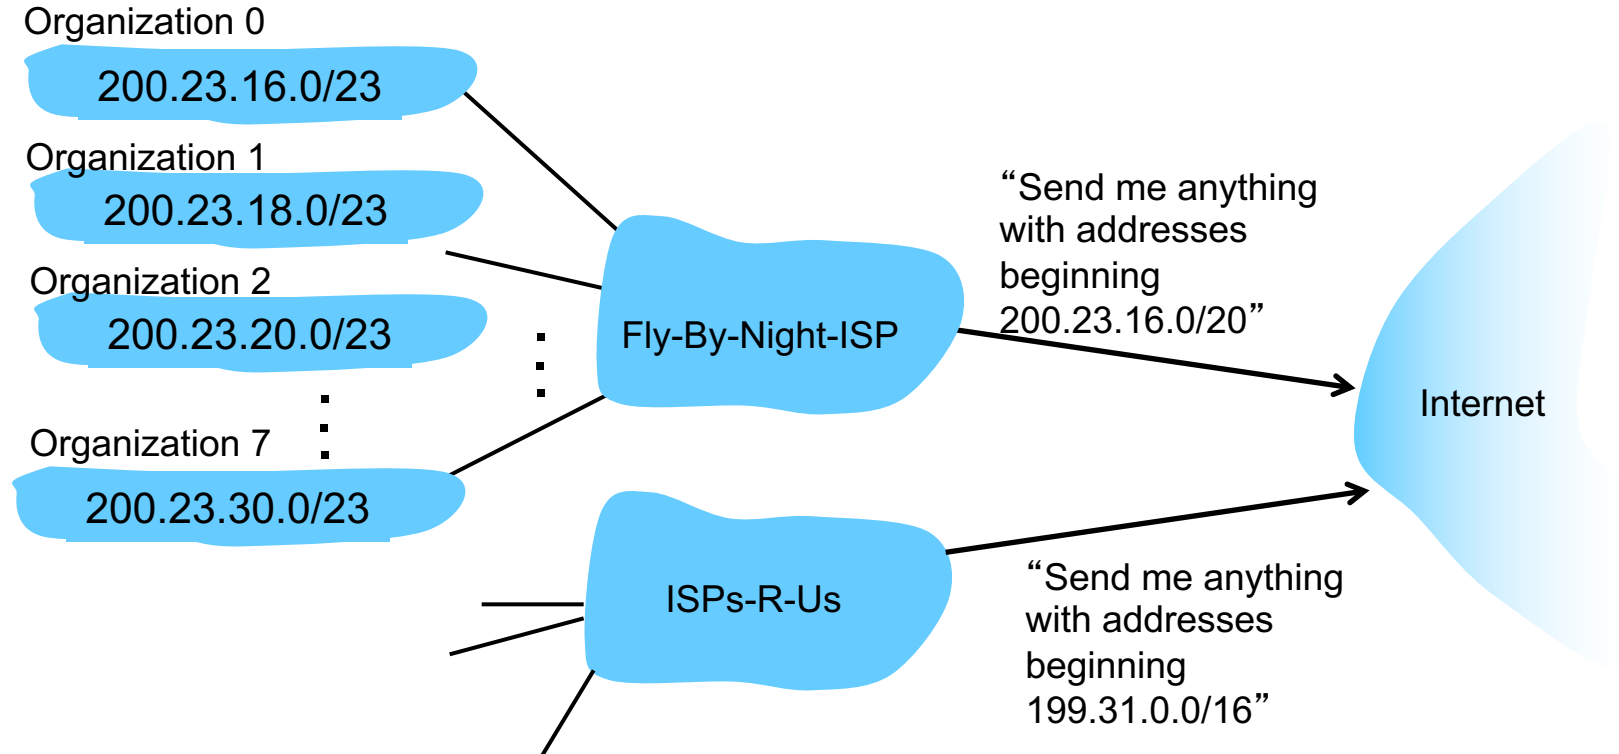 Organization 0
200.23.16.0/23
Organization 1
200.23.18.0/23
Organization 2
200.23.20.0/23
Organization 7
200.23.30.0/23
Fly-By-Night-ISP
“Send me anything
with addresses
beginning
200.23.16.0/20”
Internet
ISPs-R-Us
“Send me anything
with addresses
beginning
199.31.0.0/16”